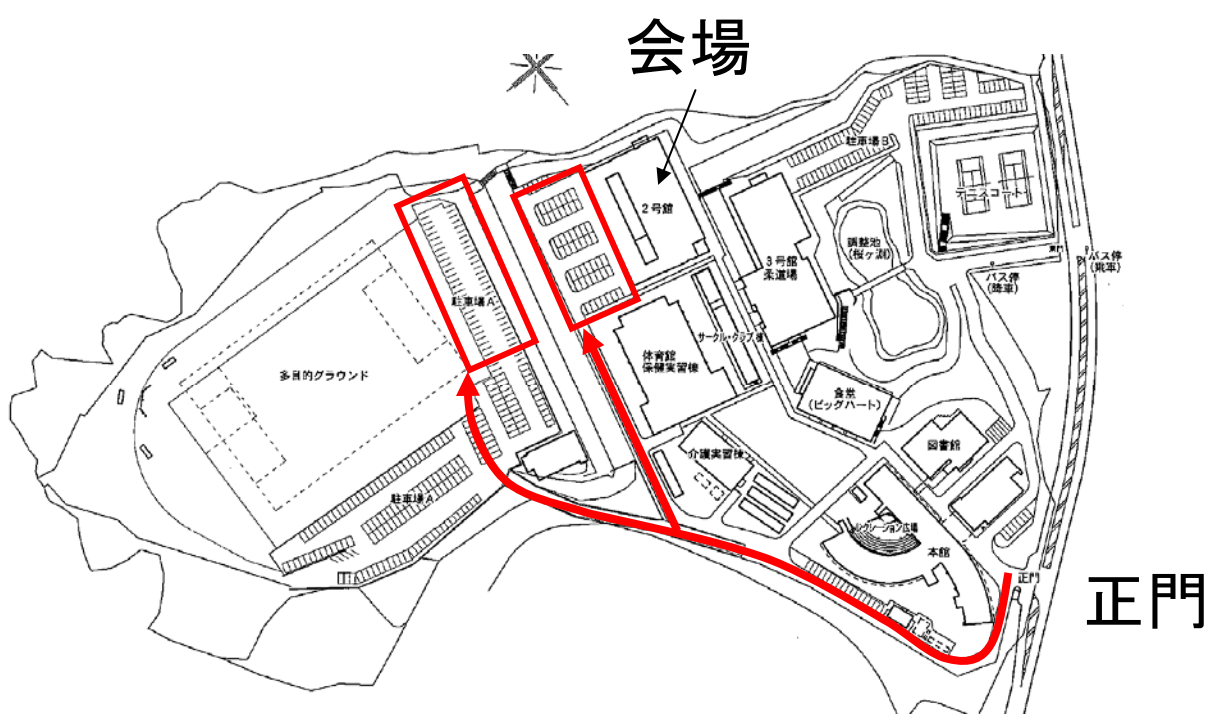 会場
駐車場B
テニスコート
2号館
調整池
(桜ヶ淵)
東門
バス停
(乗車)
バス停
(降車)
3号館
柔道場
駐車場A
サークル・クラブ棟
体育館
保健実習棟
多目的グラウンド
食堂
(ビッグハート)
図書館
介護実習棟
駐車場A
レクレーション広場
本館
正門
正門